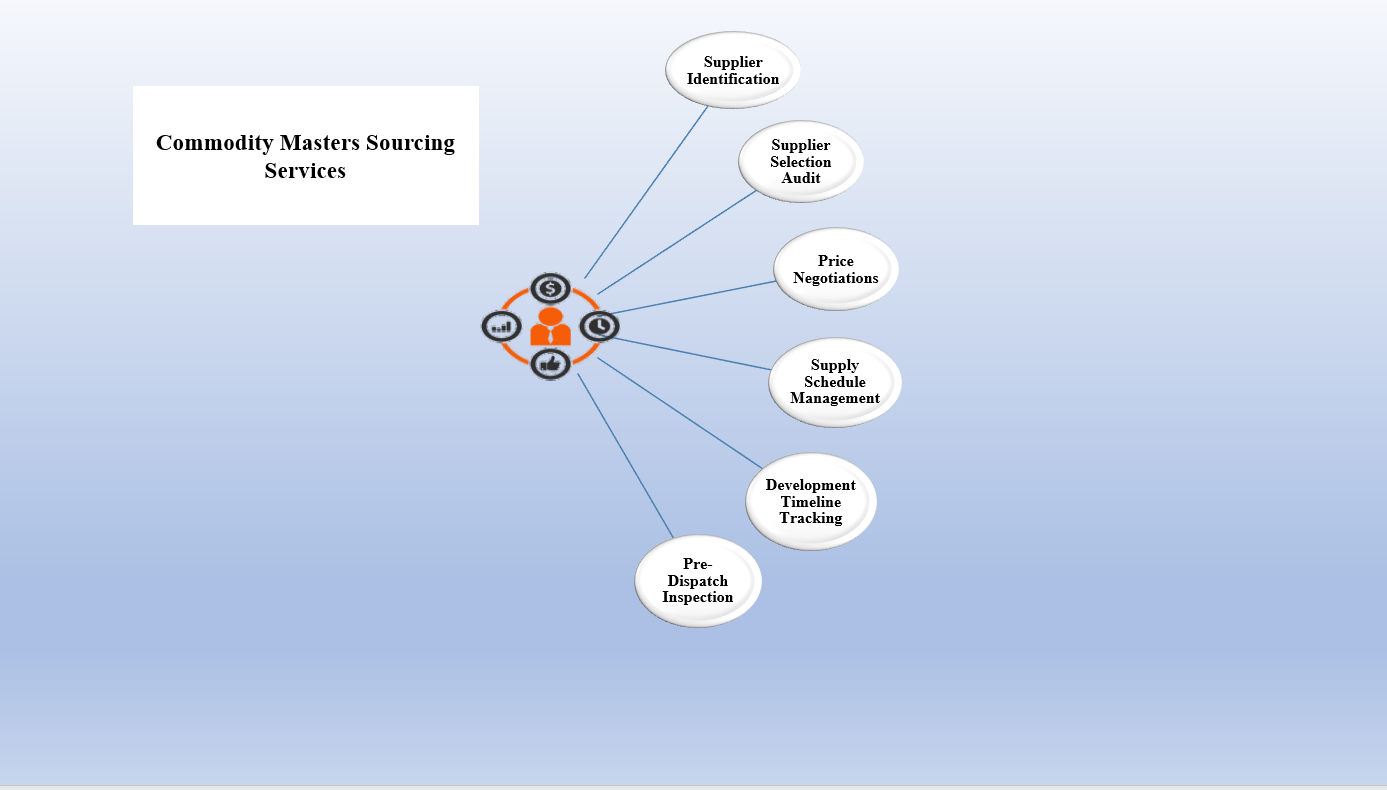 Commodity Masters Sourcing
Services
Supplier
Identification
Supplier
Selection
Audit
Price
Negotiations
Supply
Schedule
Management
Development
Timeline
Tracking
Pre-
Dispatch
Inspection